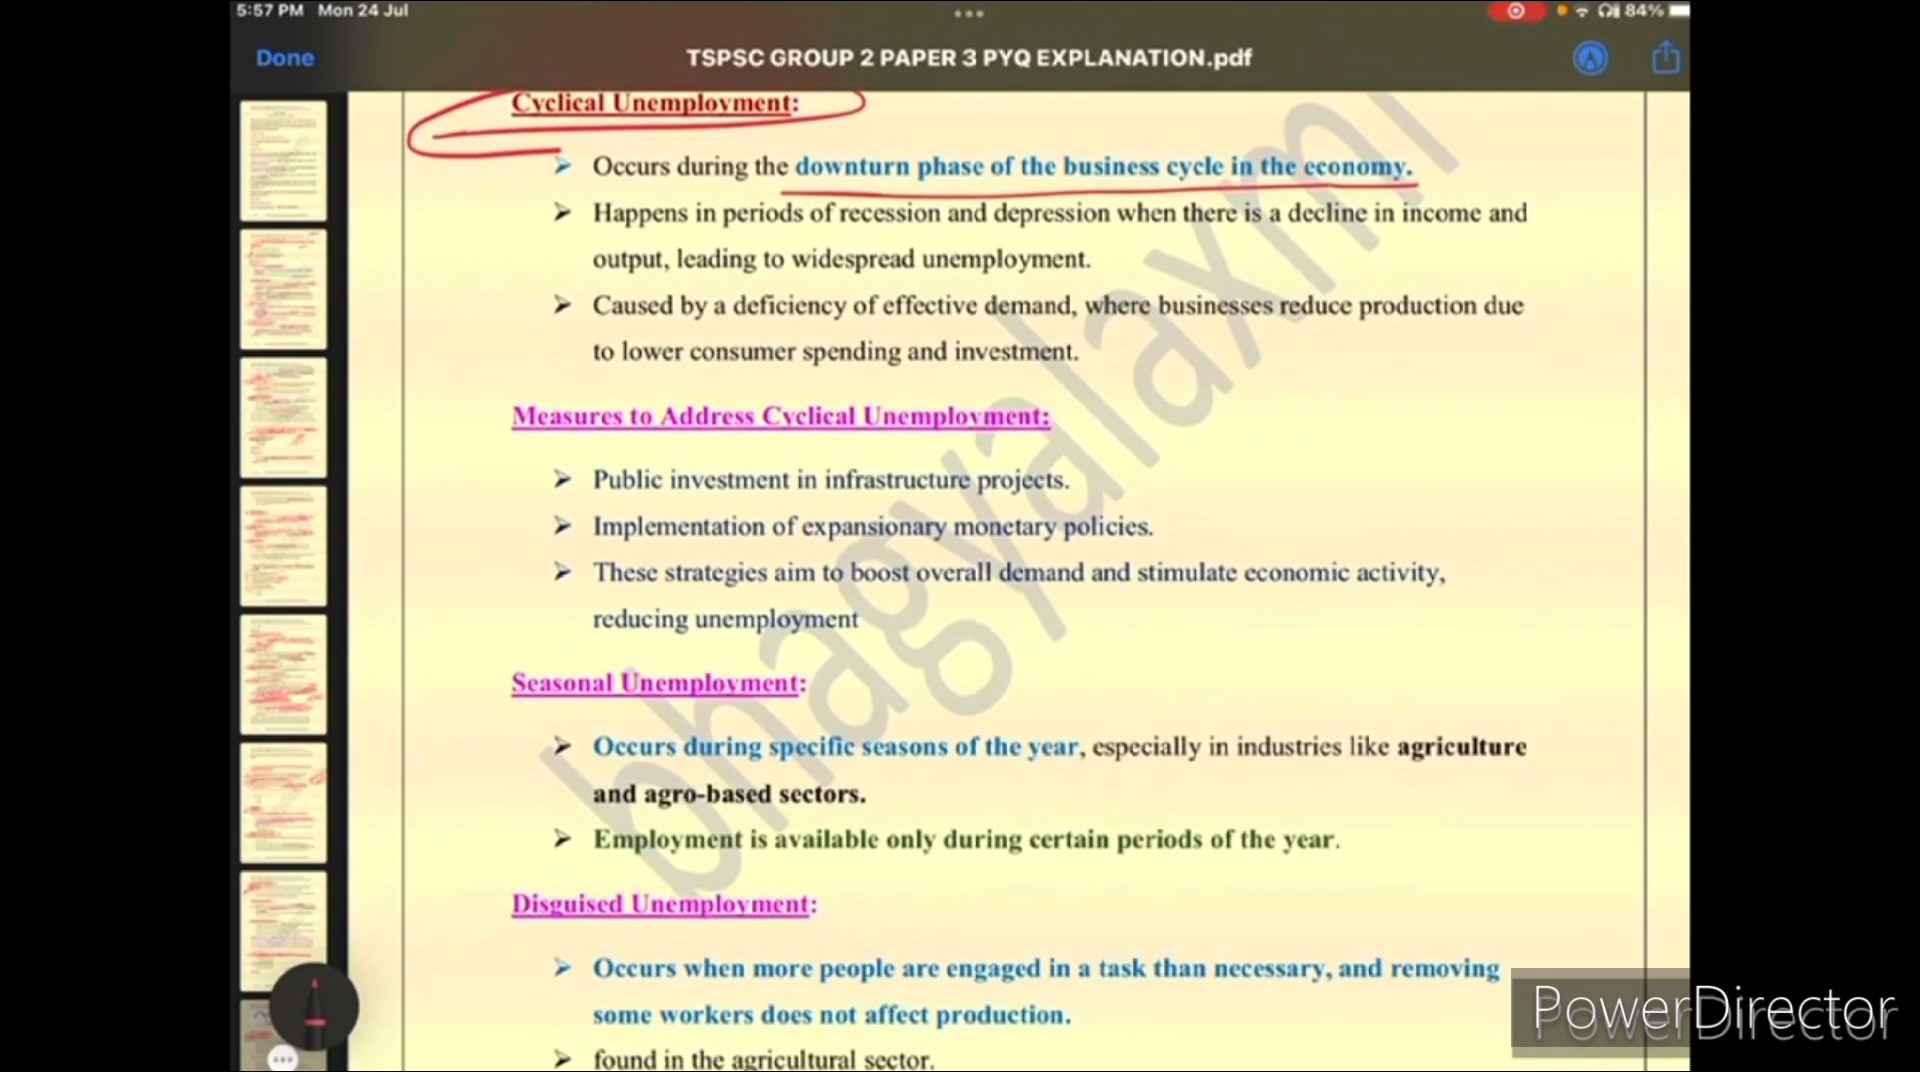 5:57 PM Mon 24 Jul
84%
Done
TSPSC GROUP 2 PAPER 3 PYQ EXPLANATION.pdf
Cyclical Unemployment:
➢ Occurs during the downturn phase of the business cycle in the economy.
➢ Happens in periods of recession and depression when there is a decline in income and
output, leading to widespread unemployment.
➢ Caused by a deficiency of effective demand, where businesses reduce production due
to lower consumer spending and investment.
Measures to Address Cyclical Unemployment:
➢ Public investment in infrastructure projects.
➢ Implementation of expansionary monetary policies.
➢ These strategies aim to boost overall demand and stimulate economic activity,
reducing unemployment
Seasonal Unemployment:
➢ Occurs during specific seasons of the year, especially in industries like agriculture
and agro-based sectors.
➢ Employment is available only during certain periods of the year.
Disguised Unemployment:
➢ Occurs when more people are engaged in a task than necessary, and removing
some workers does not affect production.
➢ found in the agricultural sector.
bhagyalaxmi
PowerDirector